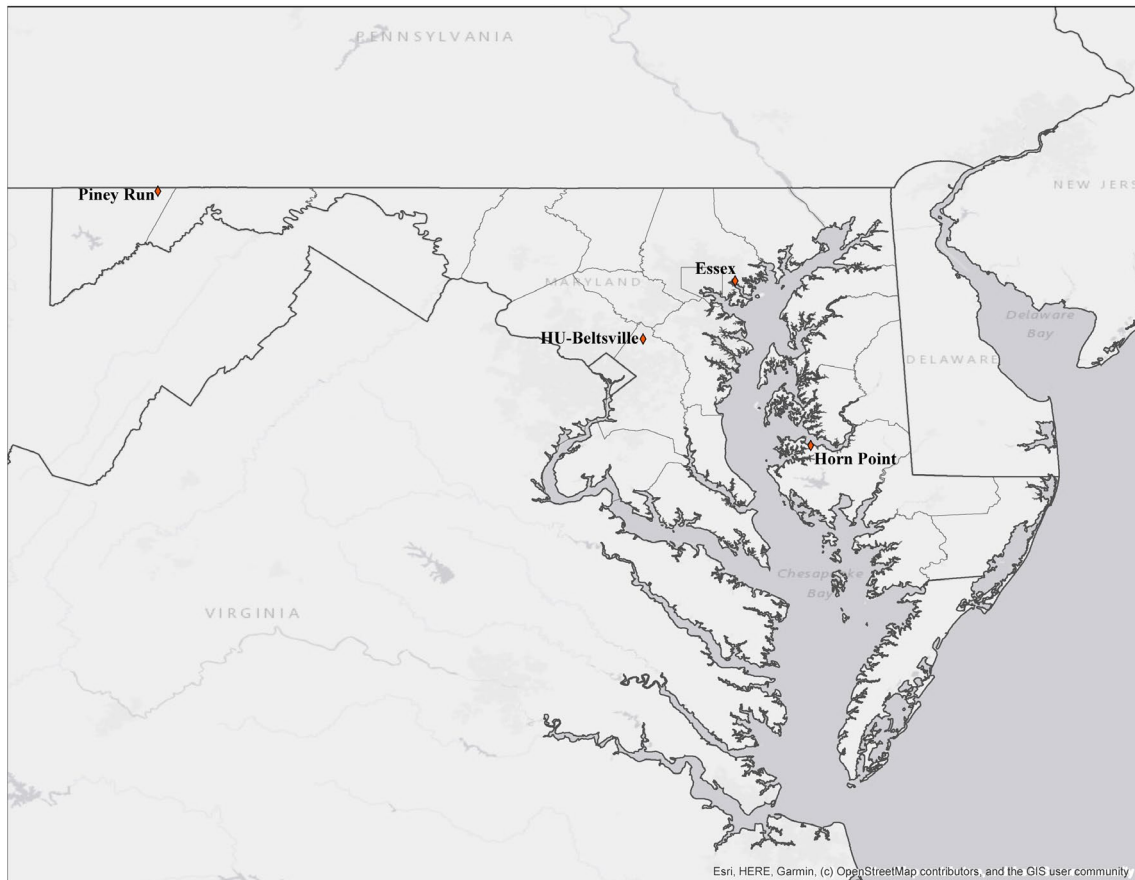 PENNSYLVANIA
Piney Run
NEW JERS
Essex
MARYLAND
Delaware
Bay
HU-Beltsville
DELAWARE
Horn Point
Chesapeake
Bay
VIRGINIA
Esri, HERE, Garmin, (c) OpenStreetMap contributors, and the GIS user community